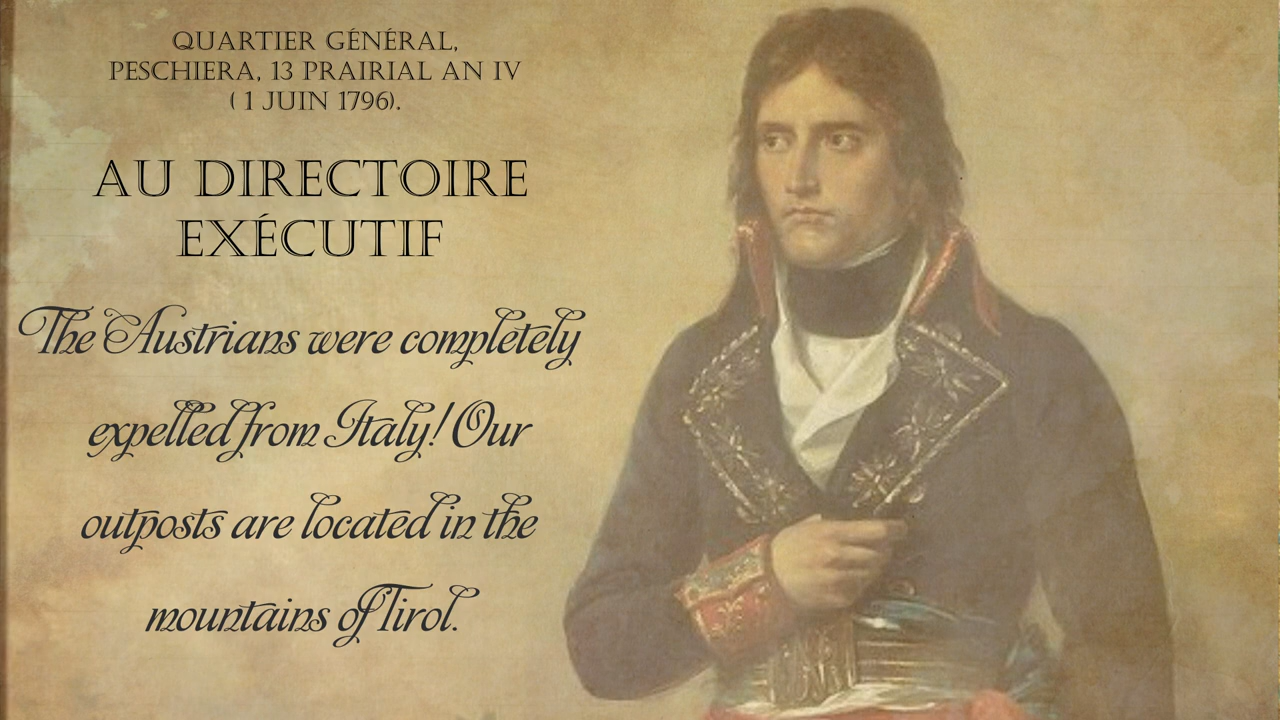 QUARTIER GÉNÉRAL,
PESCHIERA, 13 PRAIRIAL AN IV
( 1 JUIN 1796).
AU DIRECTOIRE
EXÉCUTIF
The Austrians were completely
expelled from Italy! Our
outposts are located in the
mountains of Tirol.